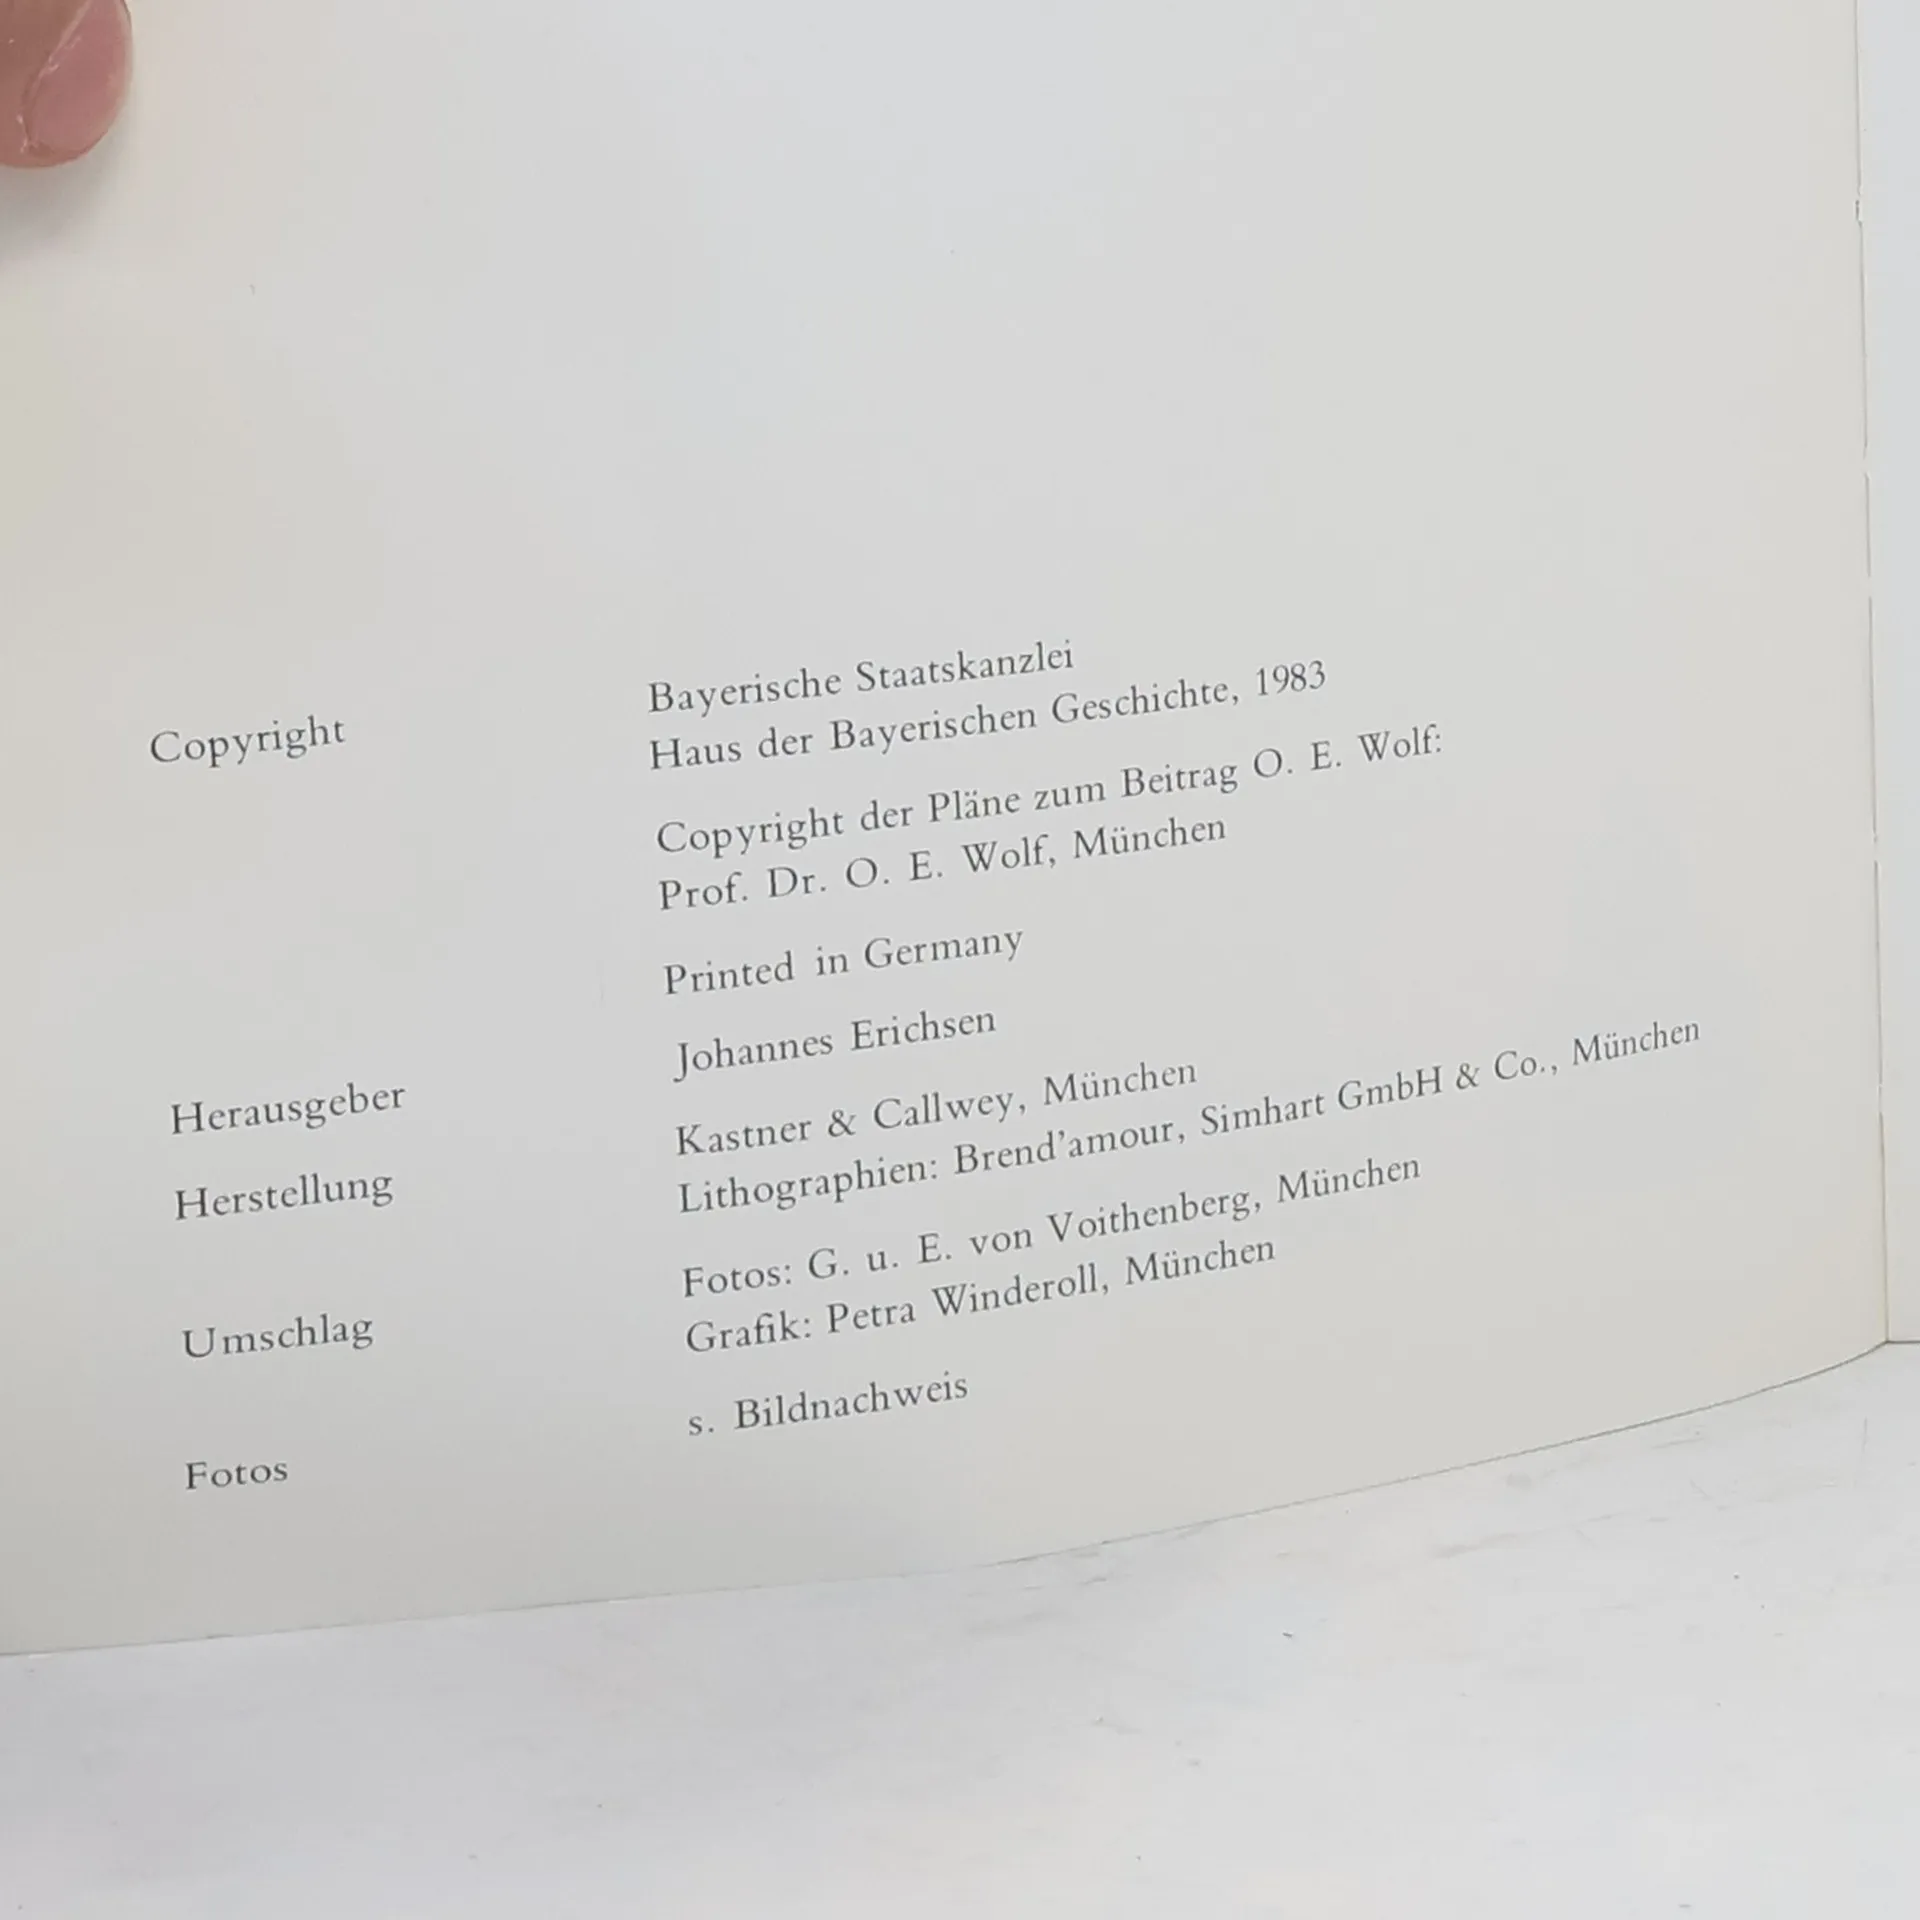 Copyright
Bayerische Staatskanzlei
Haus der Bayerischen Geschichte, 1983
Copyright der Pläne zum Beitrag O. E. Wolf:
Prof. Dr. O. E. Wolf, München
Printed in Germany
Herausgeber
Johannes Erichsen
Herstellung
Kastner & Callwey, München
Lithographien: Brend'amour, Simhart GmbH & Co., München
Umschlag
Fotos: G. u. E. von Voithenberg, München
Grafik: Petra Winderoll, München
Fotos
s. Bildnachweis